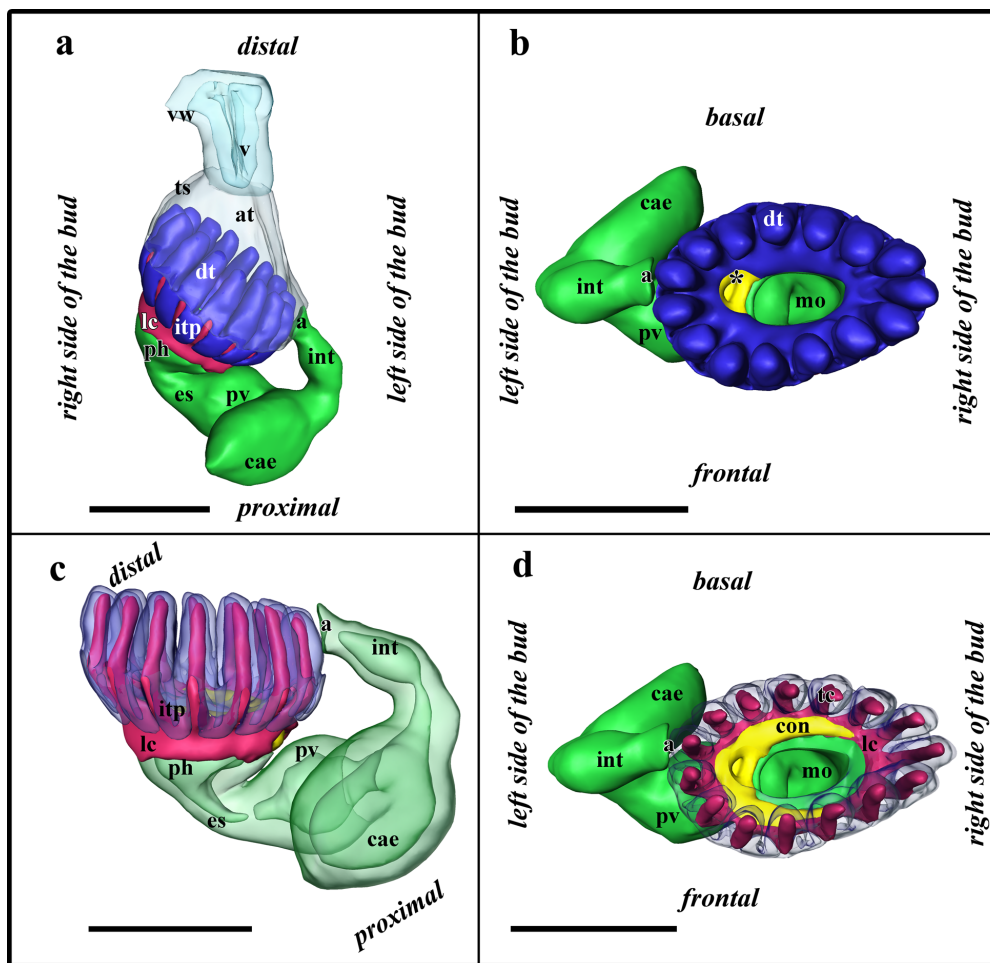 a
distal
vw
v
ts
at
dt
lc
itp
a
ph
int
es
pv
cae
proximal
right side of the bud
left side of the bud
b
basal
cae
dt
int
a
*
mo
pv
left side of the bud
right side of the bud
frontal
c
distal
a
int
itp
lc
pv
ph
es
cae
proximal
d
basal
cae
tc
con
a
lc
int
mo
pv
left side of the bud
right side of the bud
frontal